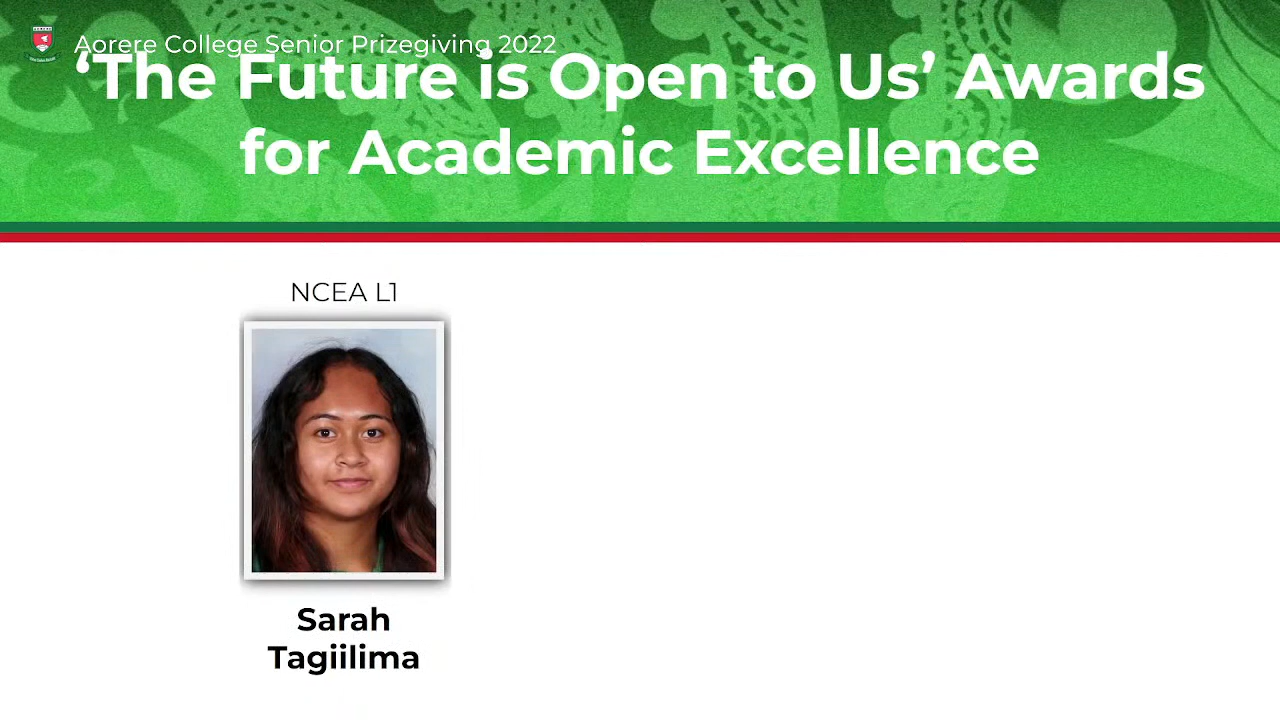 Aorere College Senior Prizegiving 2022
‘The Future is Open to Us’ Awards
for Academic Excellence
NCEA L1
Sarah
Tagiilima